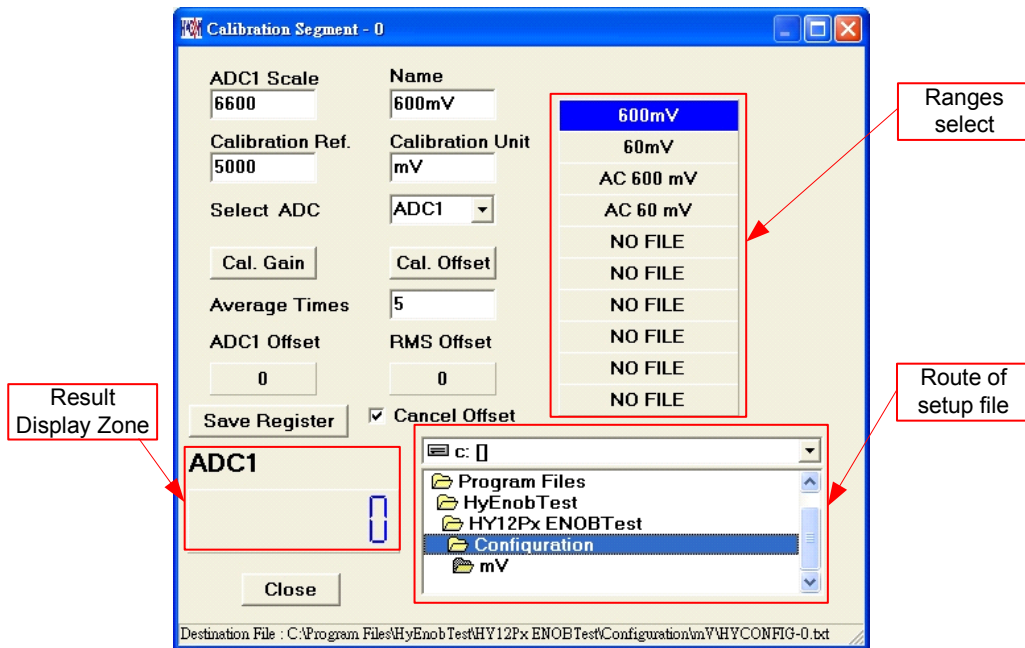 Calibration Segment - 0
ADC1 Scale
Name
6600
600mV
Calibration Ref.
Calibration Unit
5000
mV
Select ADC
ADC1
Cal. Gain
Cal. Offset
Average Times
5
ADC1 Offset
RMS Offset
0
0
Save Register
Cancel Offset
600mV
60mV
AC 600 mV
AC 60 mV
NO FILE
NO FILE
NO FILE
NO FILE
NO FILE
NO FILE
Ranges
select
Result
Display Zone
ADC1
0
c: []
Program Files
HyEnobTest
HY12Px ENOBTest
Configuration
mV
Route of
setup file
Close
Destination File : C:\Program Files\HyEnobTest\HY12Px ENOBTest\Configuration\mV\HYCONFIG-0.txt